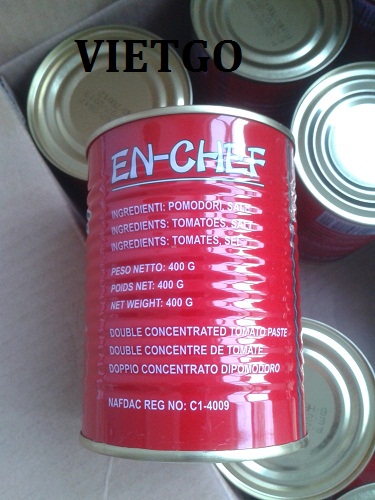 VIETGO
EN-CHEF
INGREDIENTI: POMODORI, SALE
INGREDIENTS: TOMATOES, SALT
INGREDIENTS: TOMATES, SEL
PESO NETTO: 400 G
POIDS NET: 400 G
NET WEIGHT: 400 G
DOUBLE CONCENTRATED TOMATO PASTE
DOUBLE CONCENTRE DE TOMATE
DOPPIO CONCENTRATO DIPOMODORO
NAFDAC REG NO: C1-4009